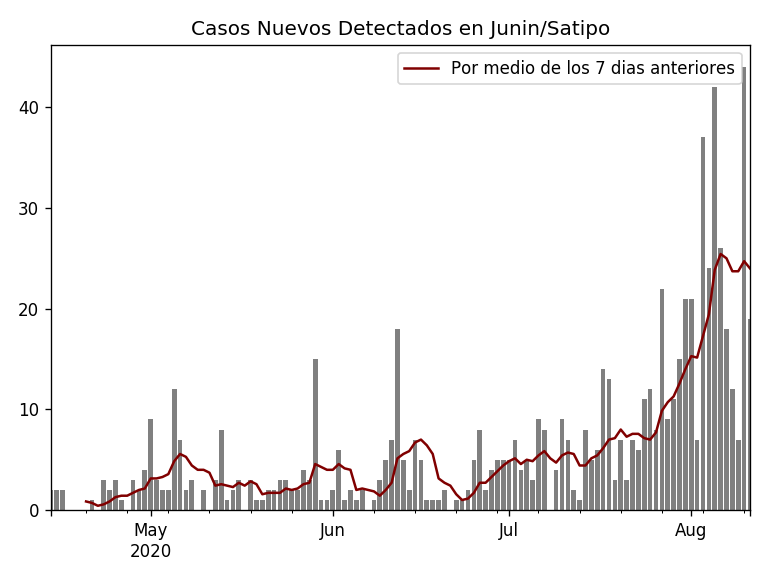 Casos Nuevos Detectados en Junin/Satipo
Por medio de los 7 dias anteriores
40
30
20
10
0
May
2020
Jun
Jul
Aug